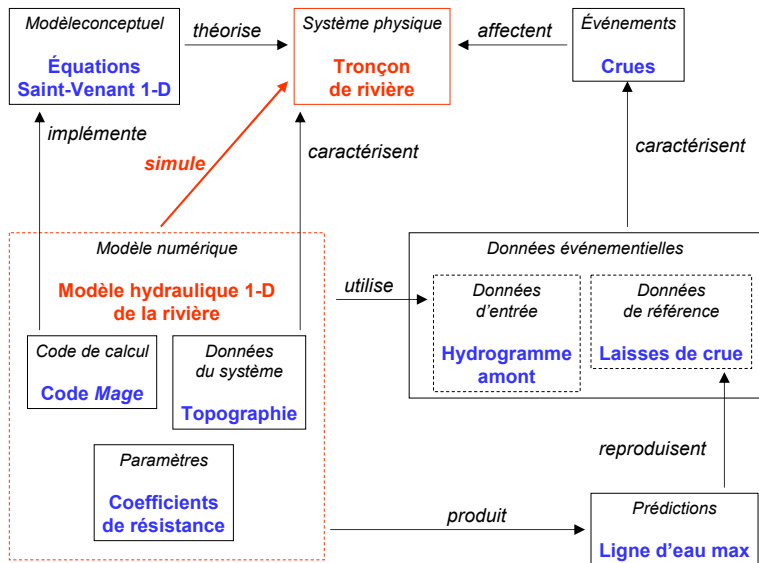 Modèleconceptuel
Équations
Saint-Venant 1-D
théorise
Système physique
Tronçon
de rivière
affectent
Événements
Crues
implémente
simule
caractérisent
caractérisent
Modèle numérique
Modèle hydraulique 1-D
de la rivière
Code de calcul
Code Mage
Données
du système
Topographie
Paramètres
Coefficients
de résistance
utilise
Données événementielles
Données
d'entrée
Hydrogramme
amont
Données
de référence
Laisses de crue
reproduisent
produit
Prédictions
Ligne d'eau max